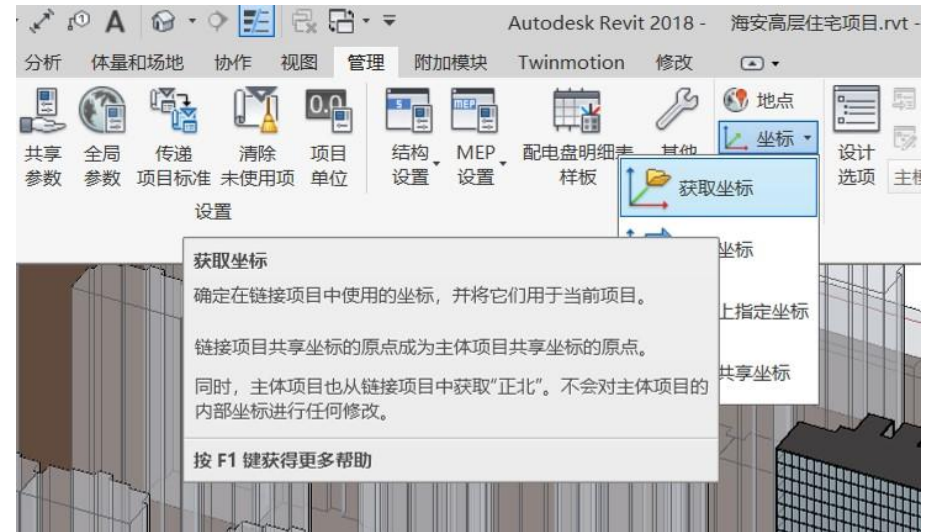 A
Autodesk Revit 2018 - 海安高层住宅项目.rvt -
分析 体量和场地 协作 视图 管理 附加模块 Twinmotion 修改
0.0
S
MEP
地点
坐标
共享
参数
全局
参数
传递
项目标准
清除
未使用项
项目
单位
结构
设置
MEP
设置
配电盘明细表
样板
其他
设计
选项
设置
获取坐标
坐标
上指定坐标
共享坐标
获取坐标
确定在链接项目中使用的坐标，并将它们用于当前项目。
链接项目共享坐标的原点成为主体项目共享坐标的原点。
同时，主体项目也从链接项目中获取“正北”。不会对主体项目的
内部坐标进行任何修改。
按 F1 键获得更多帮助